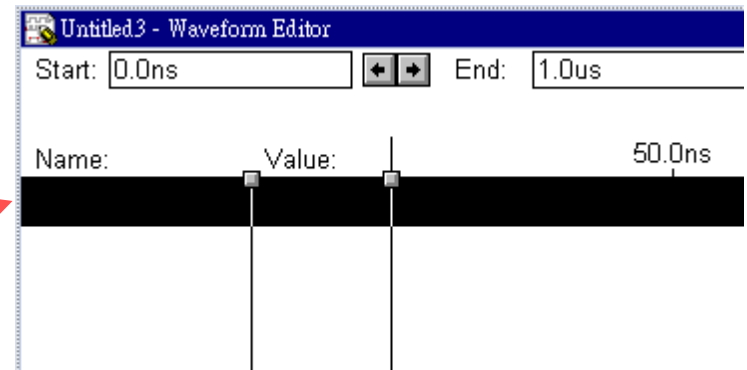 Untitled3 - Waveform Editor
Start: 0.0ns End: 1.0us
Name: Value: 50.0ns